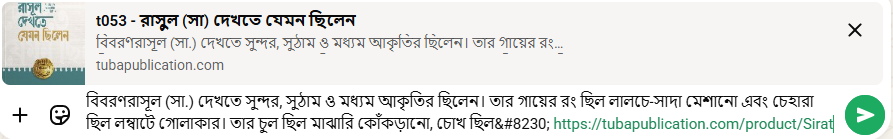 রাসূল
দেখতে
যেমন ছিলেন
t053 - রাসুল (সা) দেখতে যেমন ছিলেন
বিবরণরাসূল (সা.) দেখতে সুন্দর, সুঠাম ও মধ্যম আকৃতির ছিলেন। তার গায়ের রং…
tubapublication.com
বিবরণরাসূল (সা.) দেখতে সুন্দর, সুঠাম ও মধ্যম আকৃতির ছিলেন। তার গায়ের রং ছিল লালচে-সাদা মেশানো এবং চেহারা
ছিল লম্বাটে গোলাকার। তার চুল ছিল মাঝারি কোঁকড়ানো, চোখ ছিল&#8230; https://tubapublication.com/product/Sirat